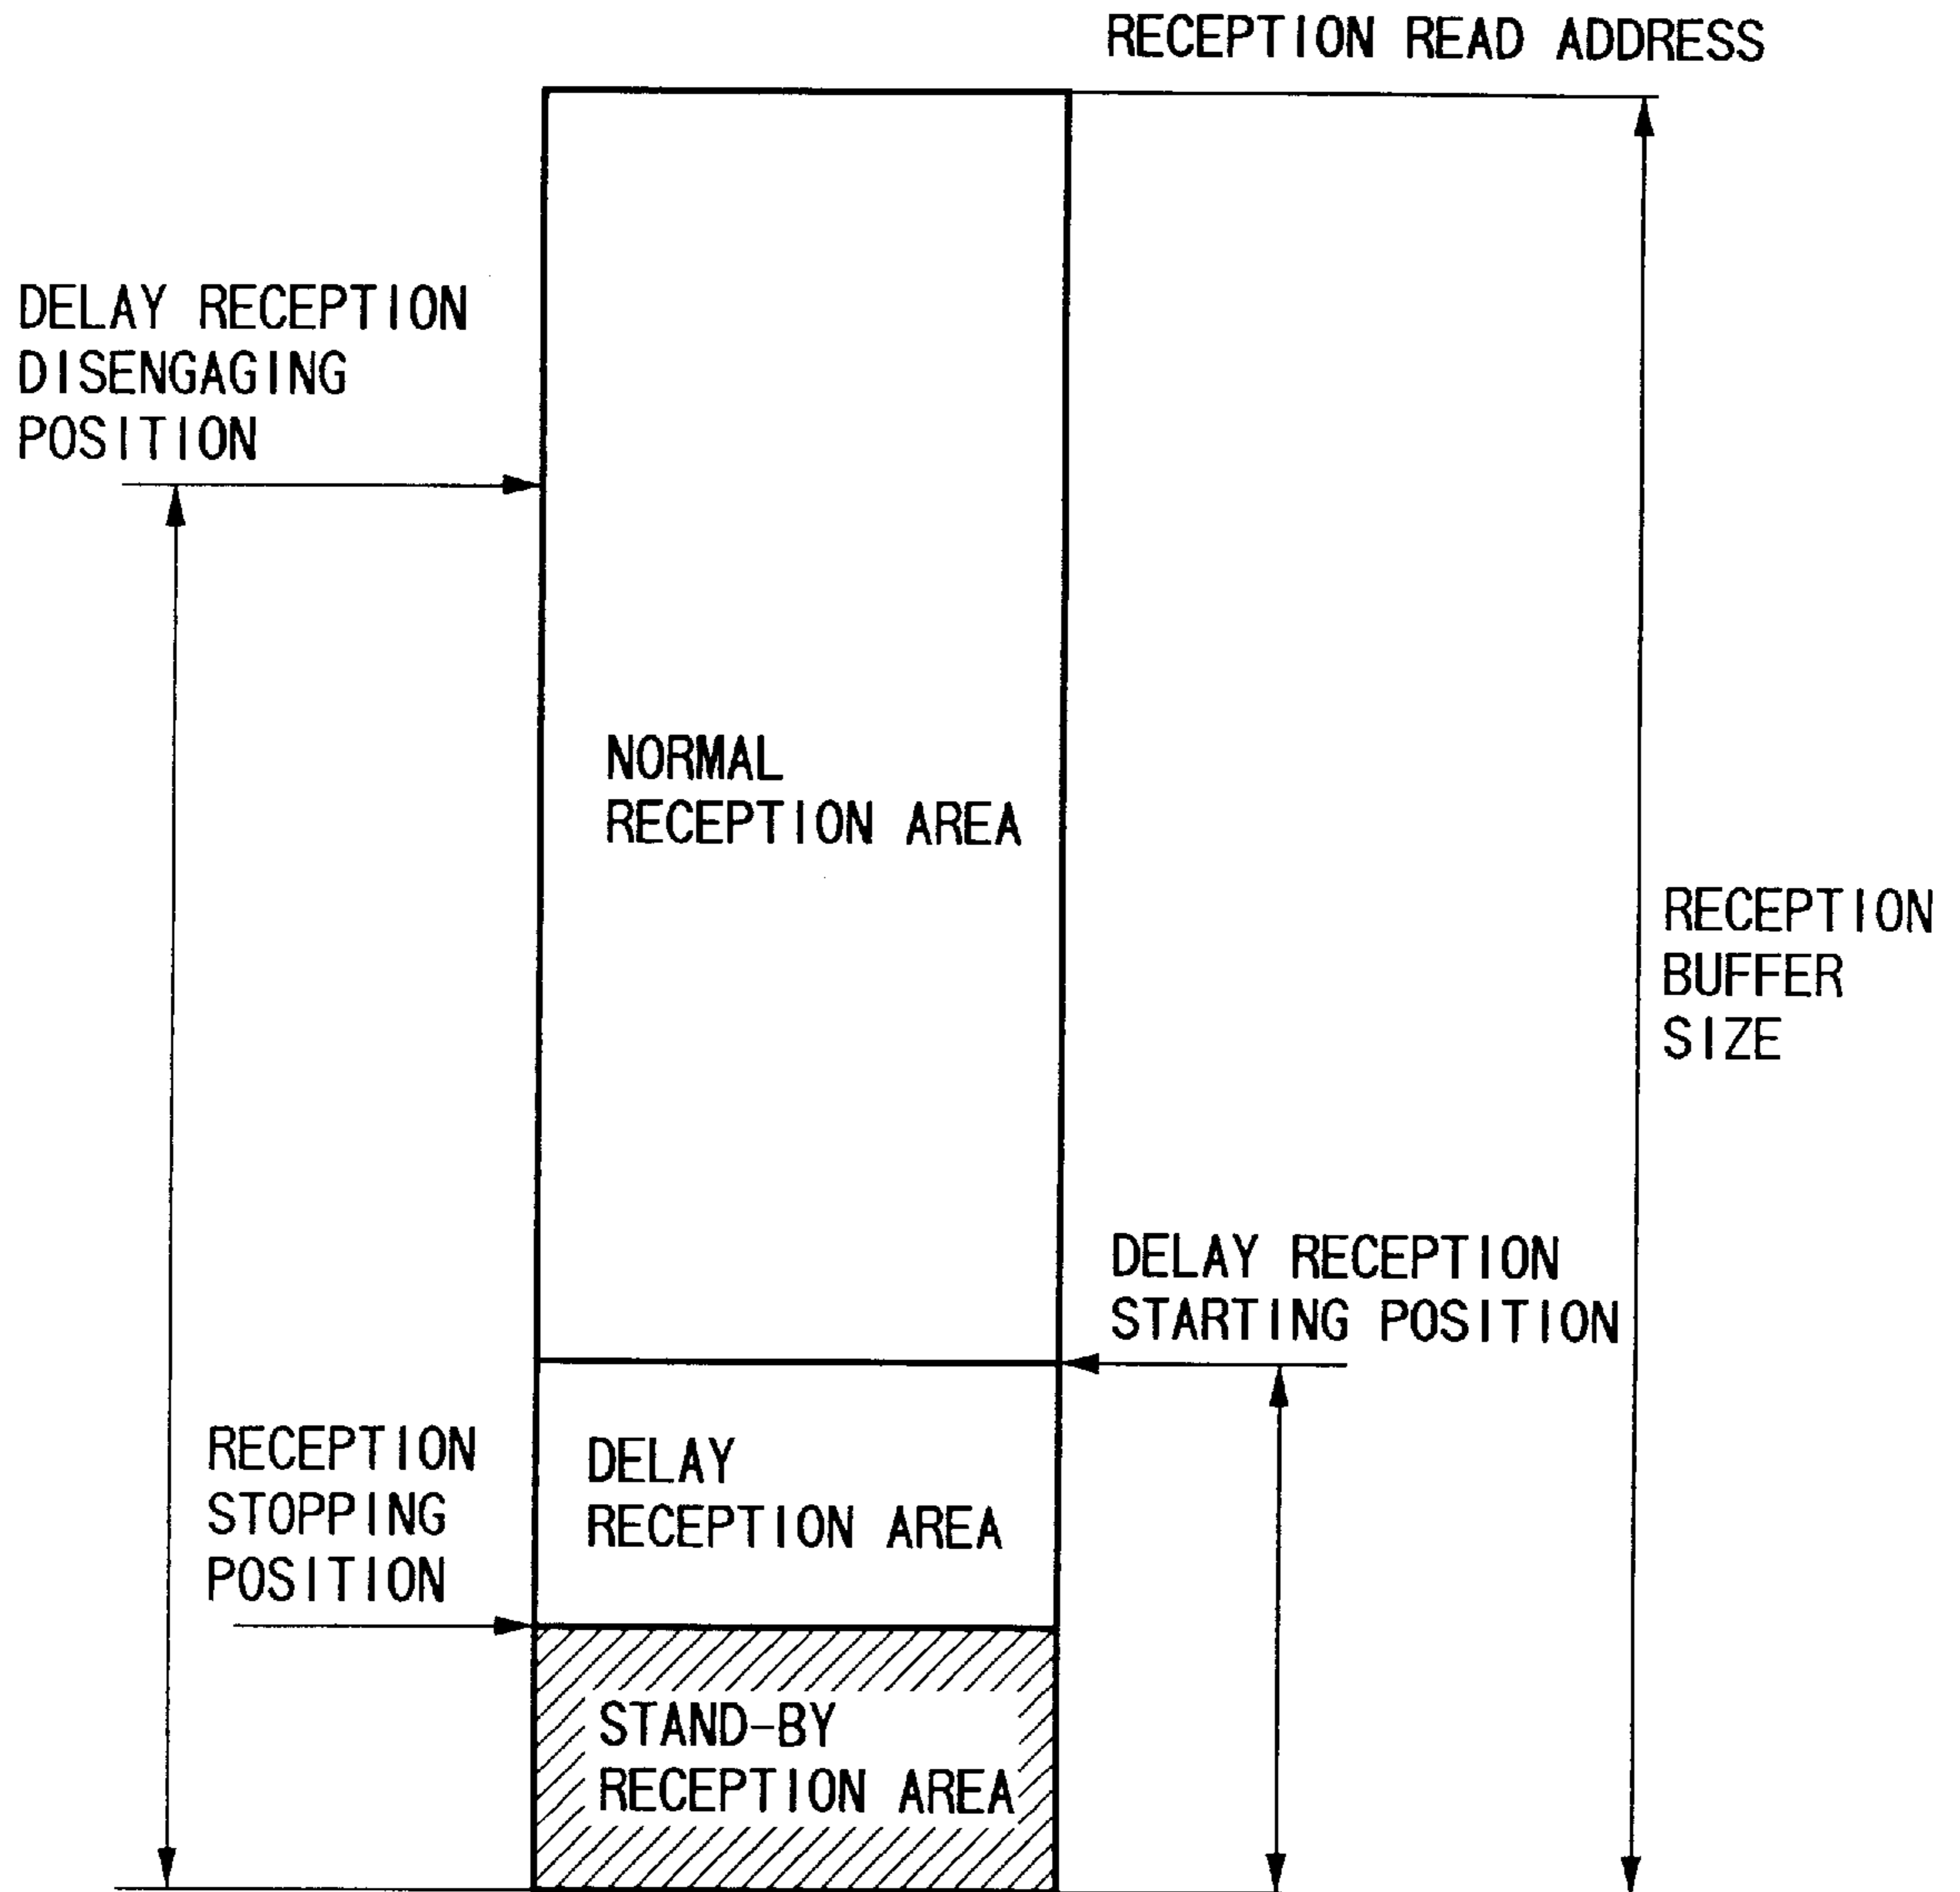 RECEPTION READ ADDRESS
DELAY RECEPTION
DISENGAGING
POSITION
NORMAL
RECEPTION AREA
RECEPTION
BUFFER
SIZE
DELAY RECEPTION
STARTING POSITION
RECEPTION
STOPPING
POSITION
DELAY
RECEPTION AREA
STAND-BY
RECEPTION AREA